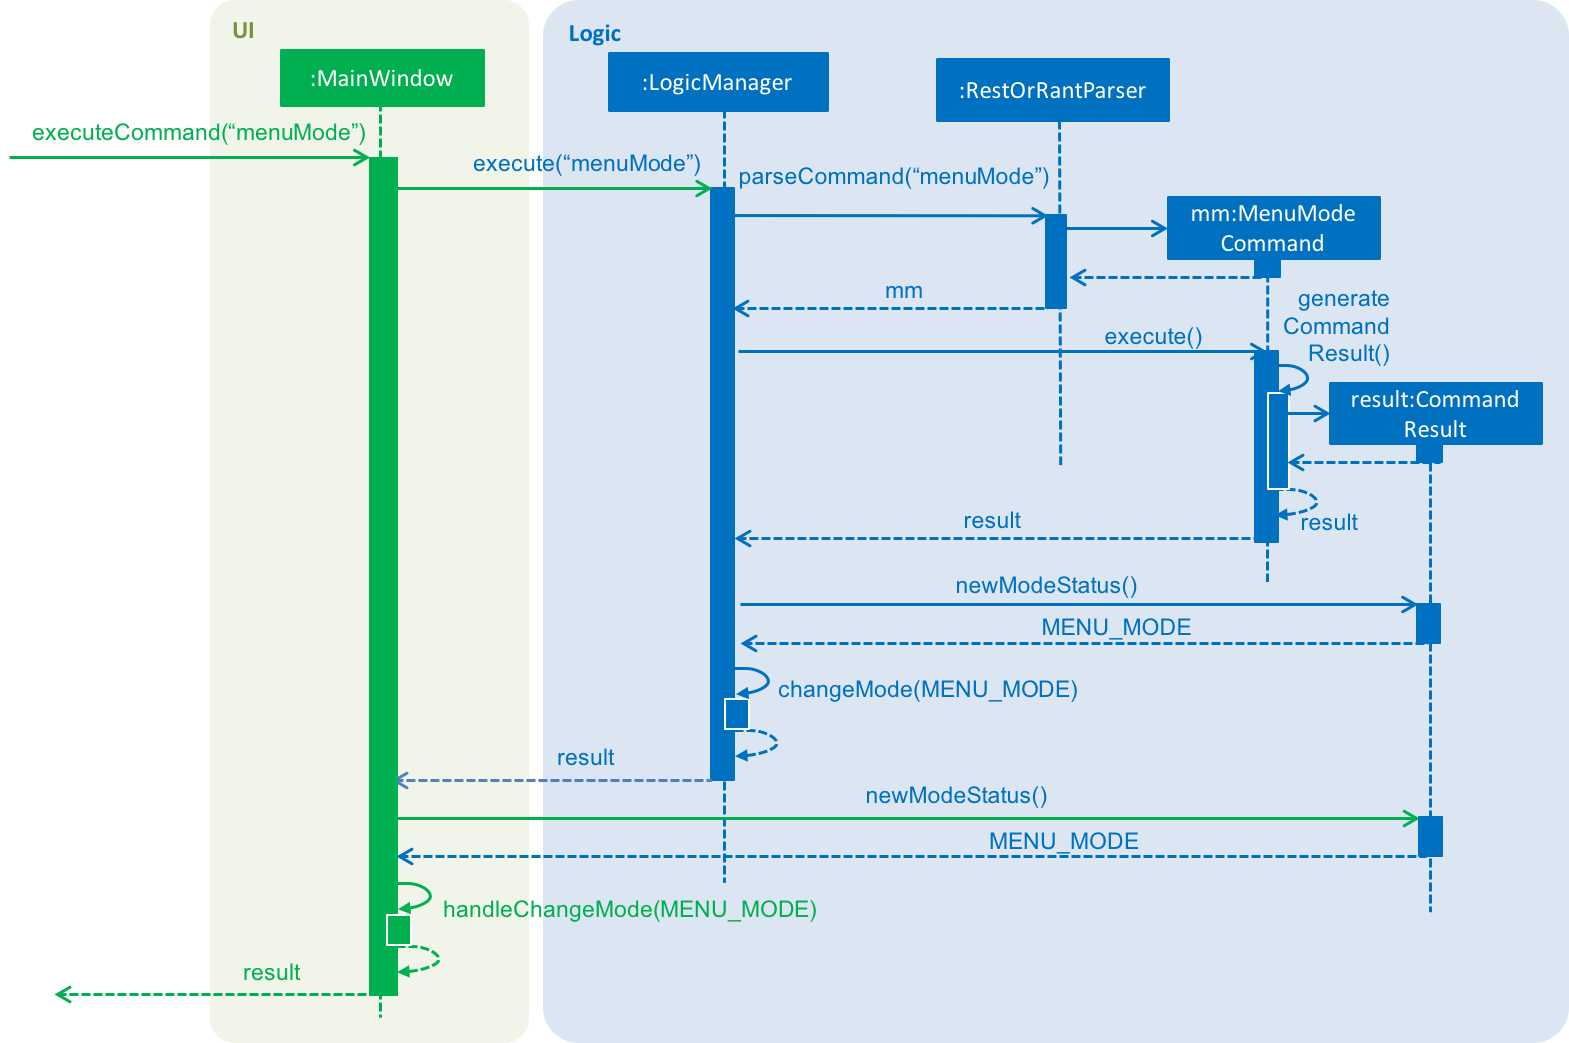 UI
Logic
:MainWindow
:LogicManager
:RestOrRantParser
executeCommand(“menuMode”)
execute(“menuMode”)
parseCommand(“menuMode”)
mm:MenuMode
Command
mm
generate
Command
Result()
execute()
result:Command
Result
result
result
newModeStatus()
MENU_MODE
changeMode(MENU_MODE)
result
newModeStatus()
MENU_MODE
handleChangeMode(MENU_MODE)
result